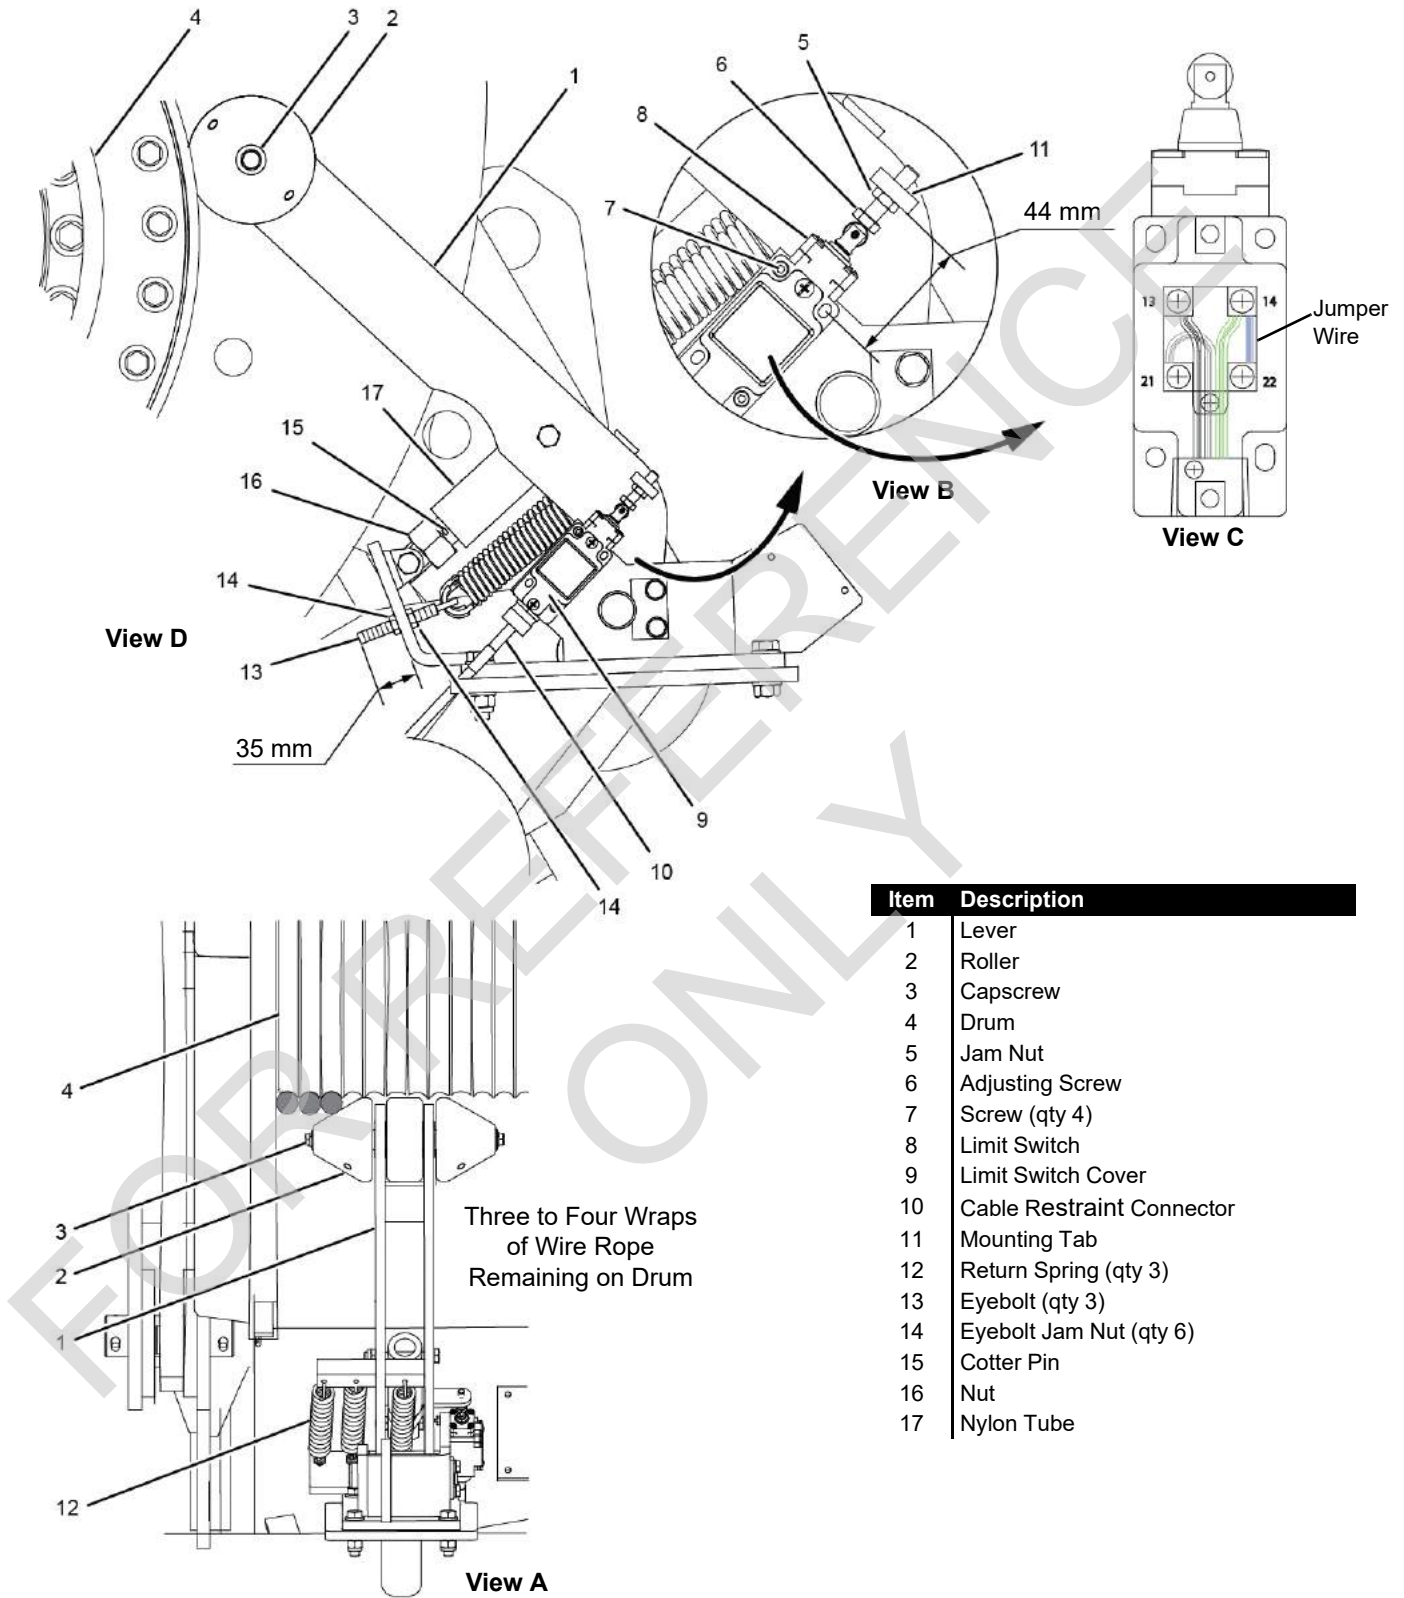 4
3
2
1
5
6
8
11
7
44 mm
13
14
Jumper
Wire
21
22
View B
View C
17
15
16
14
13
View D
35 mm
9
10
14
FOR REFERENCE
ONLY
Item Description
1 Lever
2 Roller
3 Capscrew
4 Drum
5 Jam Nut
6 Adjusting Screw
7 Screw (qty 4)
8 Limit Switch
9 Limit Switch Cover
10 Cable Restraint Connector
11 Mounting Tab
12 Return Spring (qty 3)
13 Eyebolt (qty 3)
14 Eyebolt Jam Nut (qty 6)
15 Cotter Pin
16 Nut
17 Nylon Tube
4
3
2
1
12
Three to Four Wraps
of Wire Rope
Remaining on Drum
View A